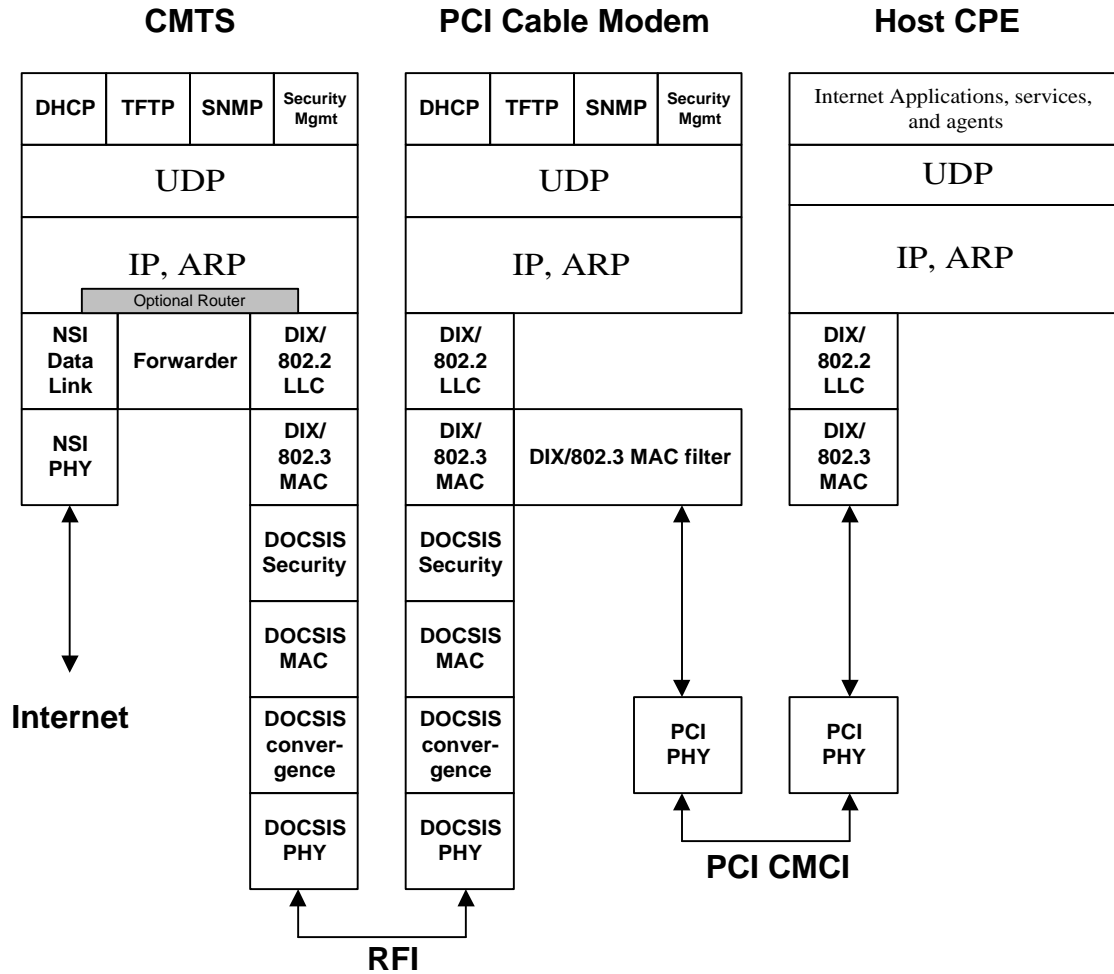 CMTS
PCI Cable Modem
Host CPE
DHCP
TFTP
SNMP
Security
Mgmt
UDP
IP, ARP
Optional Router
NSI
Data
Link
Forwarder
DIX/
802.2
LLC
NSI
PHY
DIX/
802.3
MAC
DOCSIS
Security
DOCSIS
MAC
DOCSIS
conver-
gence
DOCSIS
PHY
Internet
DHCP
TFTP
SNMP
Security
Mgmt
UDP
IP, ARP
DIX/
802.2
LLC
DIX/
802.3
MAC
DIX/802.3 MAC filter
DOCSIS
Security
DOCSIS
MAC
DOCSIS
conver-
gence
DOCSIS
PHY
PCI
PHY
Internet Applications, services,
and agents
UDP
IP, ARP
DIX/
802.2
LLC
DIX/
802.3
MAC
PCI
PHY
PCI CMCI
RFI